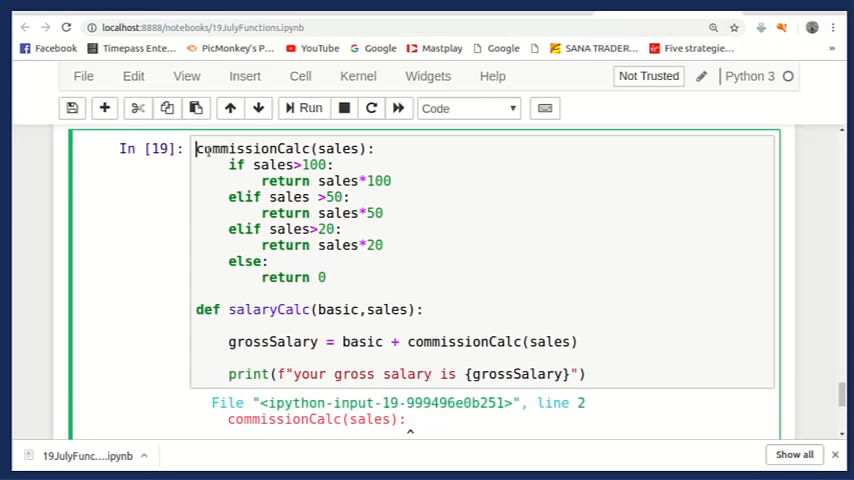 localhost:8888/notebooks/19JulyFunctions.ipynb
Facebook Timepass Ente... PicMonkey's P... YouTube Google Mastplay Google SANA TRADER... Five strategie... »
File Edit View Insert Cell Kernel Widgets Help Not Trusted Python 3
Run Code
In [19]: commissionCalc(sales):
if sales>100:
return sales*100
elif sales >50:
return sales*50
elif sales>20:
return sales*20
else:
return 0
def salaryCalc(basic,sales):
grossSalary = basic + commissionCalc(sales)
print(f"your gross salary is {grossSalary}")
File "<ipython-input-19-999496e0b251>", line 2
commissionCalc(sales):
^
19JulyFunc....ipynb Show all